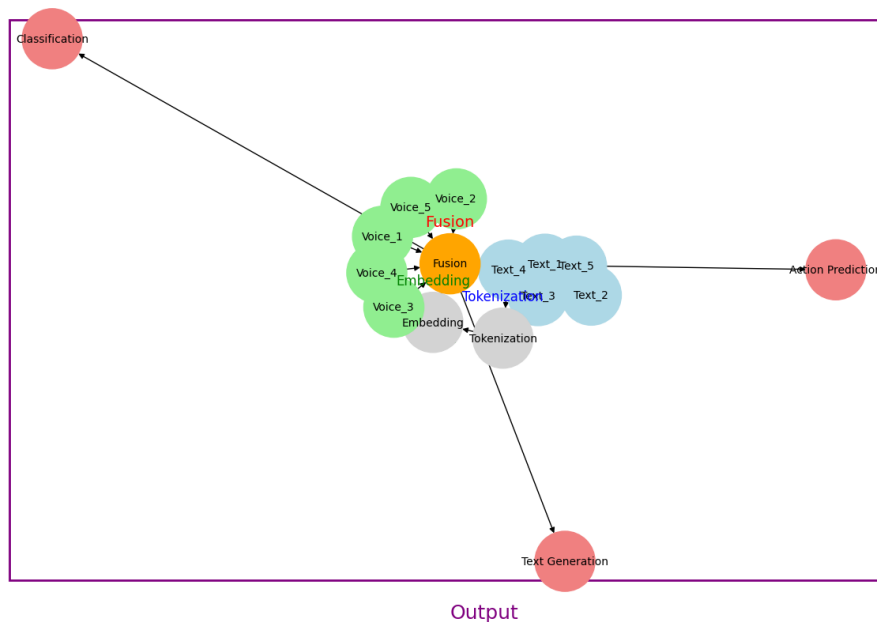 Classification
Voice_2
Voice_5
Fusion
Voice_1
Fusion
Text_1
Text_5
Text_4
Action Prediction
Voice_4
Embedding
Tokenization
Text_3
Text_2
Voice_3
Embedding
Tokenization
Text Generation
Output